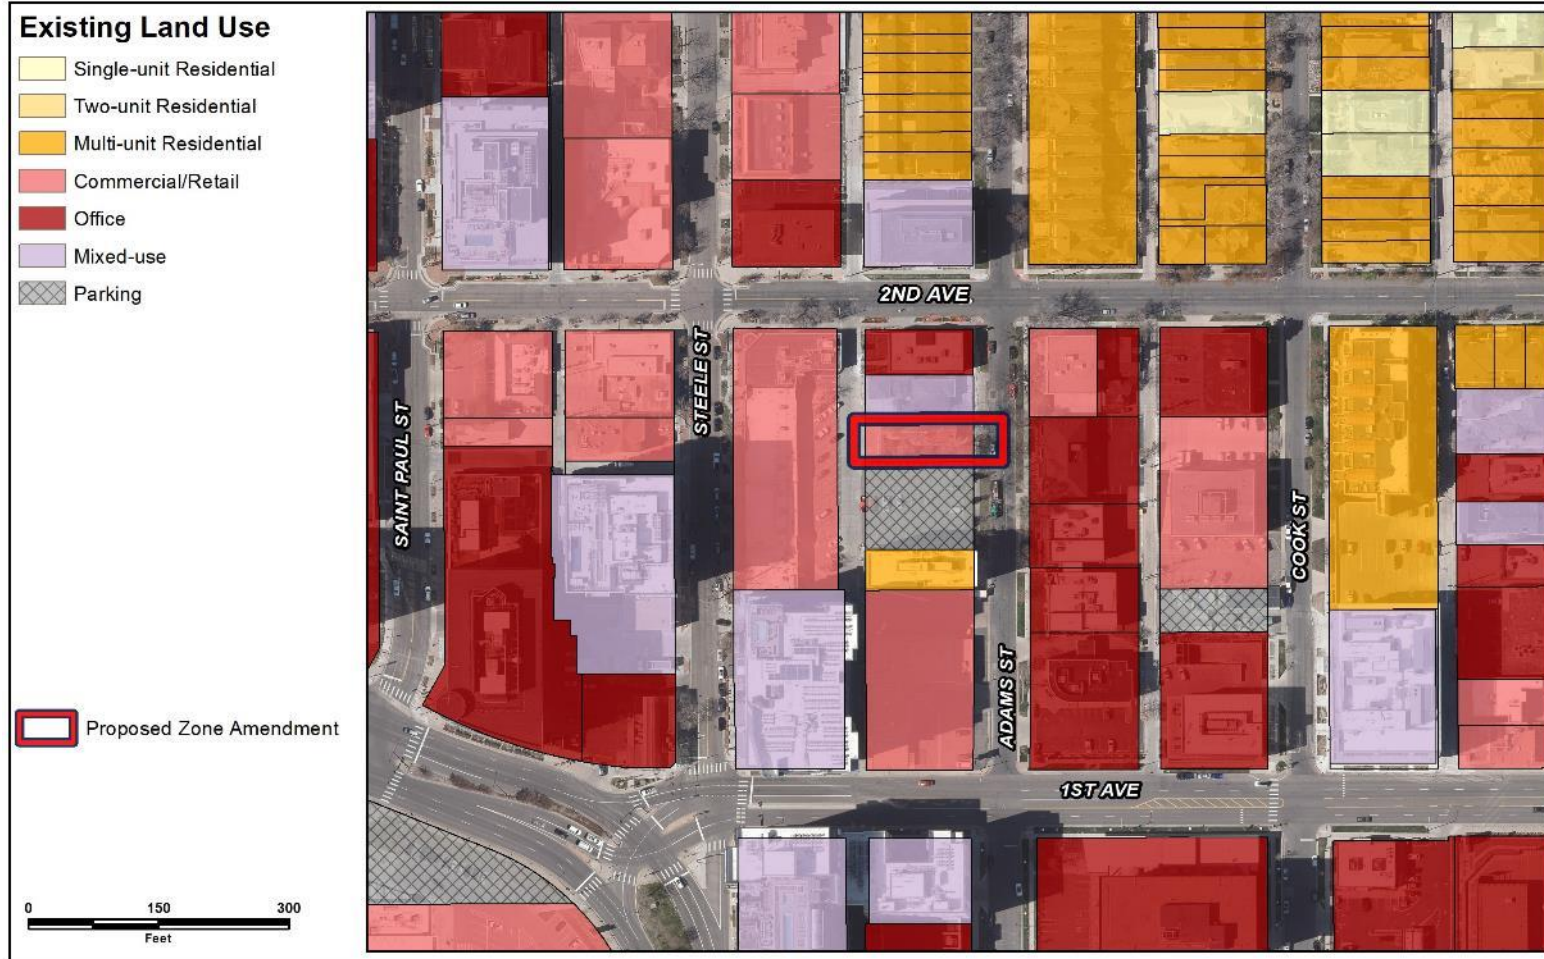 Existing Land Use
Single-unit Residential
Two-unit Residential
Multi-unit Residential
Commercial/Retail
Office
Mixed-use
Parking
Proposed Zone Amendment
0 150 300
Feet
2ND AVE
STEELE ST
SAINT PAUL ST
COOK ST
ADAMS ST
1ST AVE